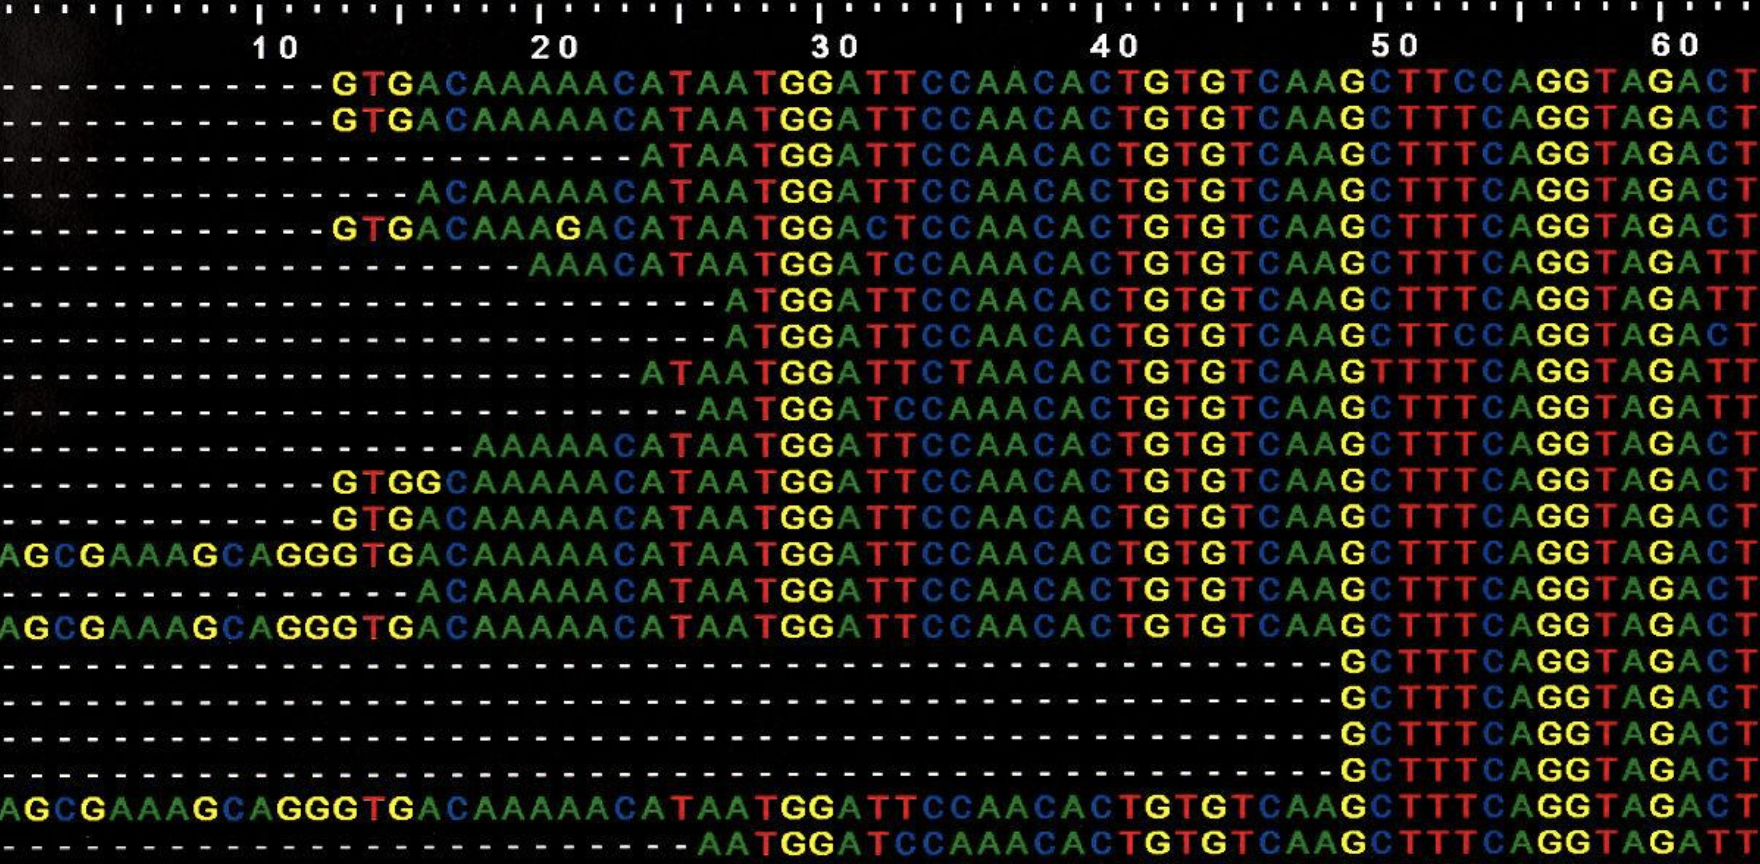 10 20 30 40 50 60
------------GTGACAAAAACATAATGGATTCCAACACTGTGTCAAGCTTCCAGGTAGACT
------------GTGACAAAAACATAATGGATTCCAACACTGTGTCAAGCTTTCAGGTAGACT
-----------------------ATAATGGATTCCAACACTGTGTCAAGCTTTCAGGTAGACT
---------------ACAAAAACATAATGGATTCCAACACTGTGTCAAGCTTTCAGGTAGACT
------------GTGACAAAGACATAATGGACTCCAACACTGTGTCAAGCTTTCAGGTAGACT
-------------------AAACATAATGGATCCAAACACTGTGTCAAGCTTTCAGGTAGATT
--------------------------ATGGATTCCAACACTGTGTCAAGCTTTCAGGTAGATT
--------------------------ATGGATTCCAACACTGTGTCAAGCTTCCAGGTAGACT
-----------------------ATAATGGATTCTAACACTGTGTCAAGTTTTCAGGTAGATT
-------------------------AATGGATCCAAACACTGTGTCAAGCTTTCAGGTAGATT
-----------------AAAAACATAATGGATTCCAACACTGTGTCAAGCTTTCAGGTAGACT
------------GTGGCAAAAACATAATGGATTCCAACACTGTGTCAAGCTTTCAGGTAGACT
------------GTGACAAAAACATAATGGATTCCAACACTGTGTCAAGCTTTCAGGTAGACT
AGCGAAAGCAGGGTGACAAAAACATAATGGATTCCAACACTGTGTCAAGCTTTCAGGTAGACT
---------------ACAAAAACATAATGGATTCCAACACTGTGTCAAGCTTTCAGGTAGACT
AGCGAAAGCAGGGTGACAAAAACATAATGGATTCCAACACTGTGTCAAGCTTTCAGGTAGACT
------------------------------------------------GCTTTCAGGTAGACT
------------------------------------------------GCTTTCAGGTAGACT
------------------------------------------------GCTTTCAGGTAGACT
------------------------------------------------GCTTTCAGGTAGACT
AGCGAAAGCAGGGTGACAAAAACATAATGGATTCCAACACTGTGTCAAGCTTTCAGGTAGACT
-------------------------AATGGATCCAAACACTGTGTCAAGCTTTCAGGTAGATT